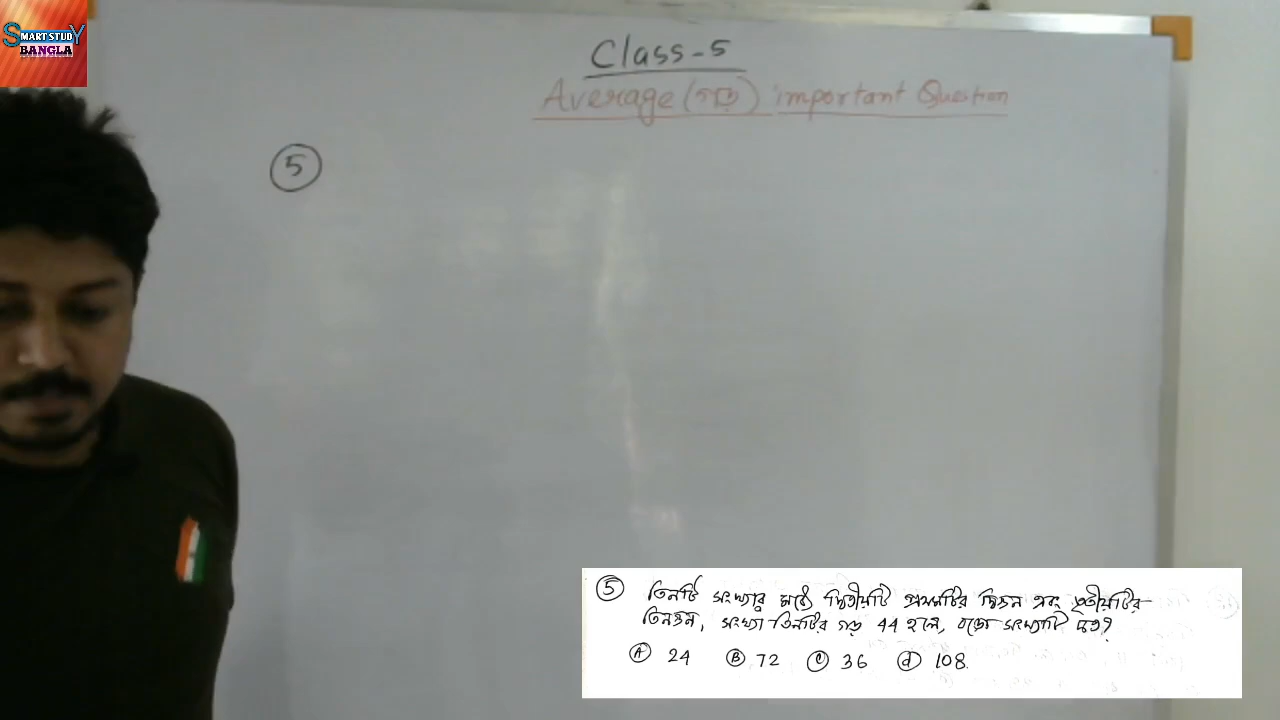 SMART STUDY
BANGLA
Class-5
Average (গড়) important Question
5
5 তিনটি সংখ্যার মধ্যে দ্বিতীয়টি প্রথমটির দ্বিগুন এবং তৃতীয়টির
তিনগুন, সংখ্যা তিনটির গড় 44 হলে, বড়ো সংখ্যাটি কত?
A 24 B 72 C 36 d 108